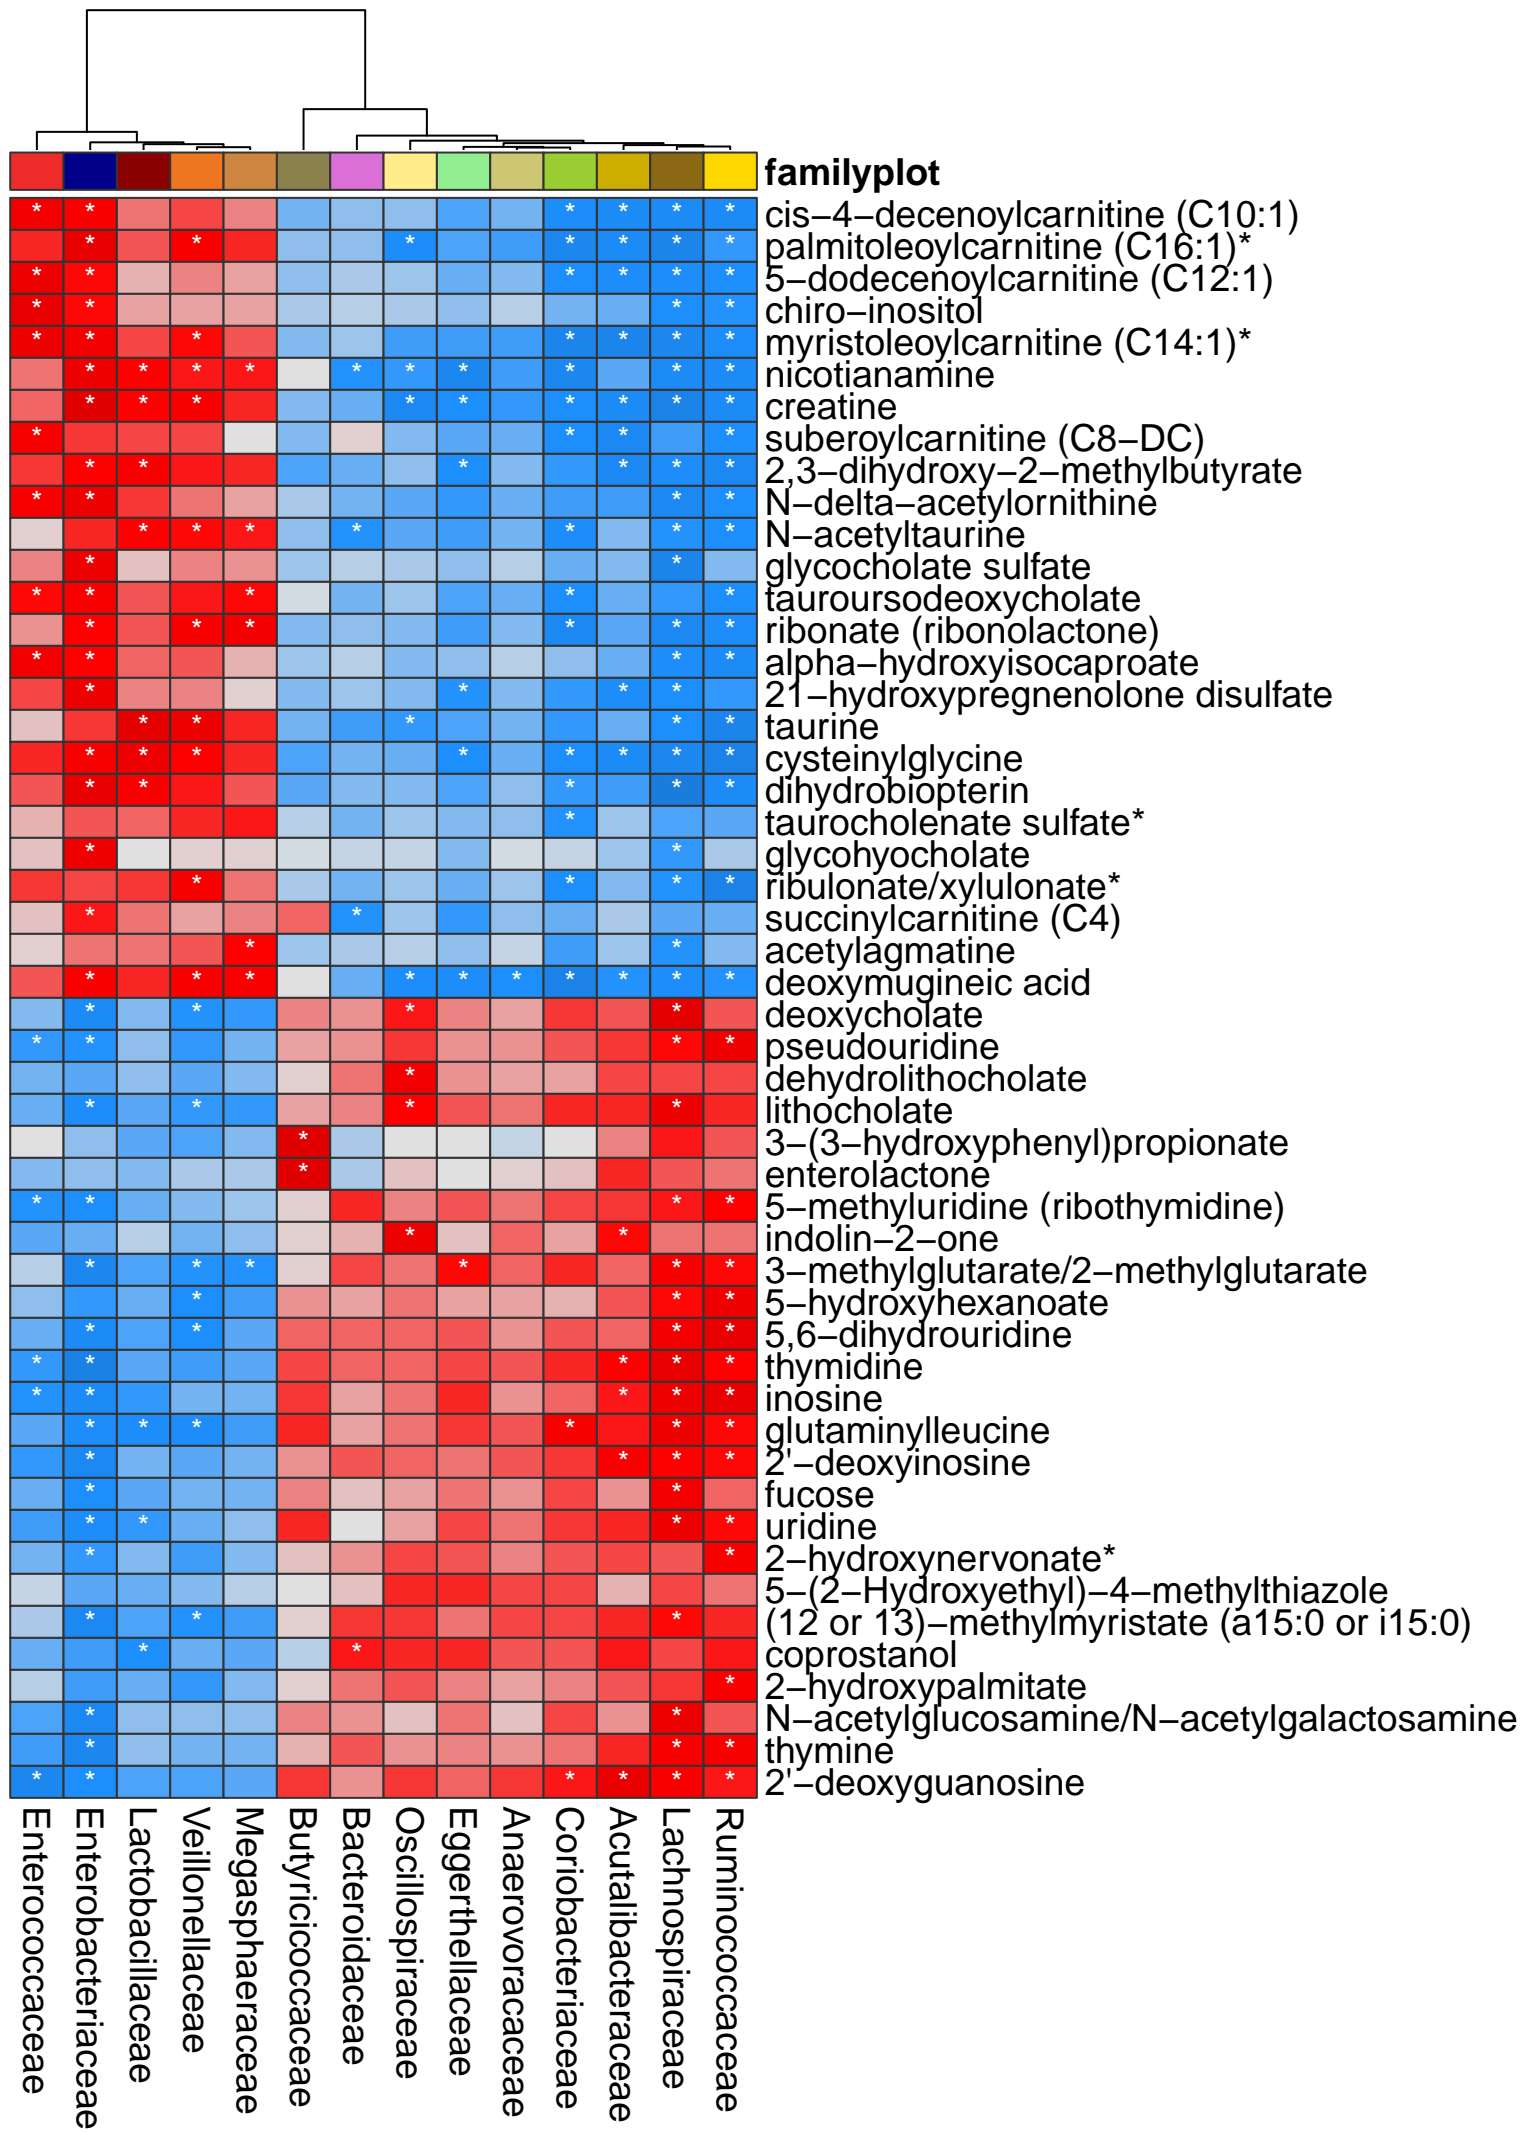 familyplot
cis−4−decenoylcarnitine (C10:1)
palmitoleoylcarnitine (C16:1)*
5−dodecenoylcarnitine (C12:1)
chiro−inositol
myristoleoylcarnitine (C14:1)*
nicotianamine
creatine
suberoylcarnitine (C8−DC)
2,3−dihydroxy−2−methylbutyrate
N−delta−acetylornithine
N−acetyltaurine
glycocholate sulfate
tauroursodeoxycholate
ribonate (ribonolactone)
alpha−hydroxyisocaproate
21−hydroxypregnenolone disulfate
taurine
cysteinylglycine
dihydrobiopterin
taurocholenate sulfate*
glycohyocholate
ribulonate/xylulonate*
succinylcarnitine (C4)
acetylagmatine
deoxymugineic acid
deoxycholate
pseudouridine
dehydrolithocholate
lithocholate
3−(3−hydroxyphenyl)propionate
enterolactone
5−methyluridine (ribothymidine)
indolin−2−one
3−methylglutarate/2−methylglutarate
5−hydroxyhexanoate
5,6−dihydrouridine
thymidine
inosine
glutaminylleucine
2'−deoxyinosine
fucose
uridine
2−hydroxynervonate*
5−(2−Hydroxyethyl)−4−methylthiazole
(12 or 13)−methylmyristate (a15:0 or i15:0)
coprostanol
2−hydroxypalmitate
N−acetylglucosamine/N−acetylgalactosamine
thymine
2'−deoxyguanosine
Enterococcaceae
Enterobacteriaceae
Lactobacillaceae
Veillonellaceae
Megasphaeraceae
Butyricicoccaceae
Bacteroidaceae
Oscillospiraceae
Eggerthellaceae
Anaerovoracaceae
Coriobacteriaceae
Acutalibacteraceae
Lachnospiraceae
Ruminococcaceae